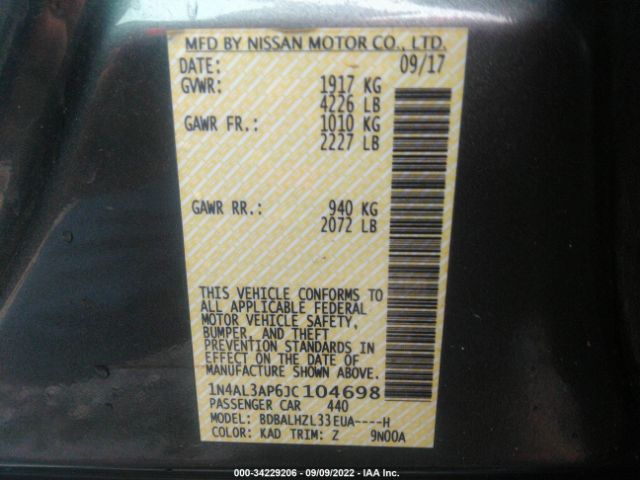 MFD BY NISSAN MOTOR CO., LTD.
DATE: 09/17
GVWR: 1917 KG
4226 LB
GAWR FR.: 1010 KG
2227 LB
GAWR RR.: 940 KG
2072 LB
THIS VEHICLE CONFORMS TO
ALL APPLICABLE FEDERAL
MOTOR VEHICLE SAFETY,
BUMPER, AND THEFT
PREVENTION STANDARDS IN
EFFECT ON THE DATE OF
MANUFACTURE SHOWN ABOVE.
1N4AL3AP6JC104698
PASSENGER CAR 440
MODEL: BDBALHZL33EUA----H
COLOR: KAD TRIM: Z 9N00A
000-34229206 - 09/09/2022 - IAA Inc.